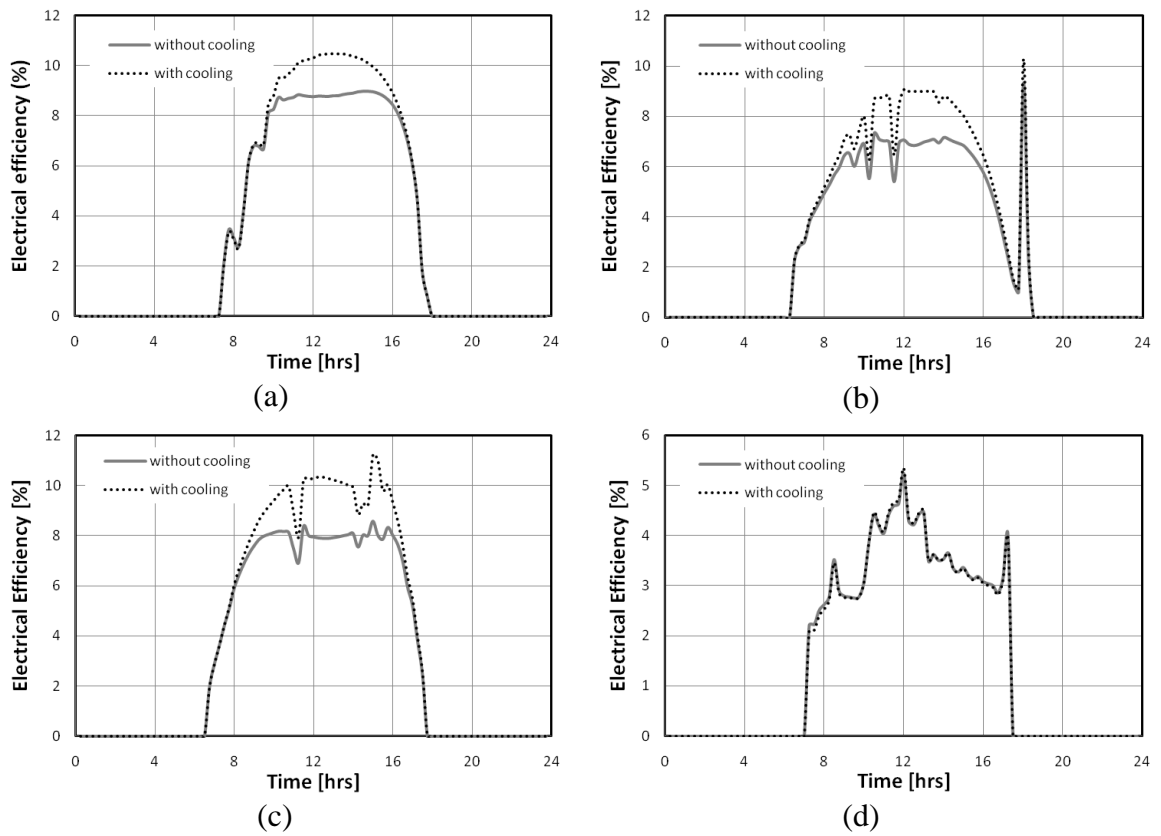 Electrical efficiency (%)
12
10
8
6
4
2
0
without cooling
with cooling
0 4 8 12 16 20 24
Time [hrs]
(a)
Electrical Efficiency [%]
12
10
8
6
4
2
0
without cooling
with cooling
0 4 8 12 16 20 24
Time [hrs]
(b)
Electrical Efficiency [%]
12
10
8
6
4
2
0
without cooling
with cooling
0 4 8 12 16 20 24
Time [hrs]
(c)
Electrical Efficiency [%]
6
5
4
3
2
1
0
without cooling
with cooling
0 4 8 12 16 20 24
Time [hrs]
(d)